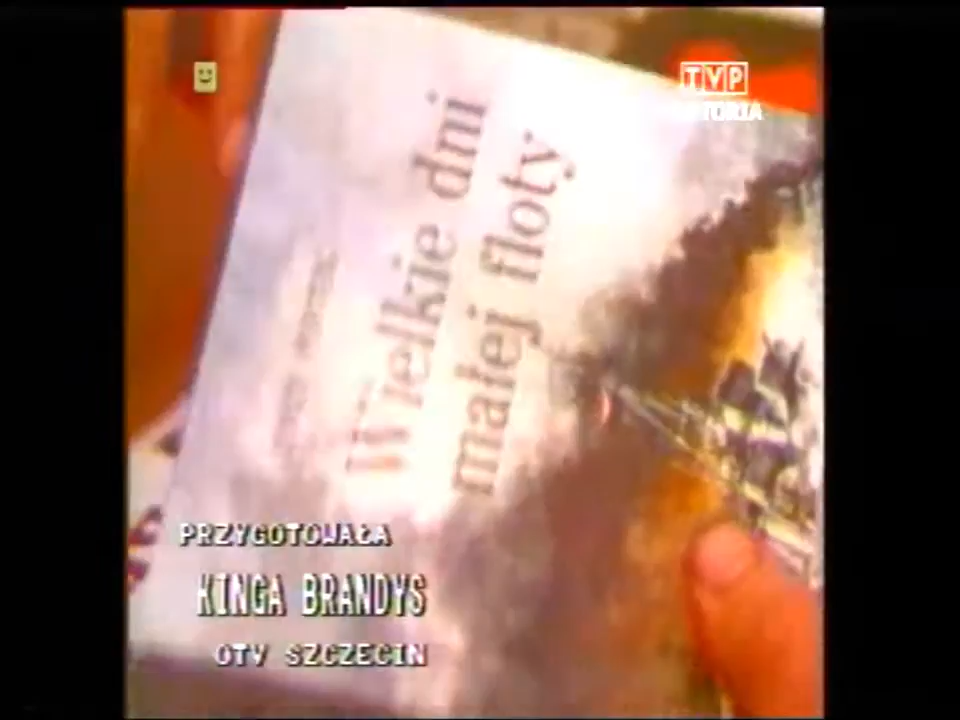 TVP
Wielkie dni
małej floty
PRZYGOTOWAŁA
KINGA BRANDYS
OTV SZCZECIN